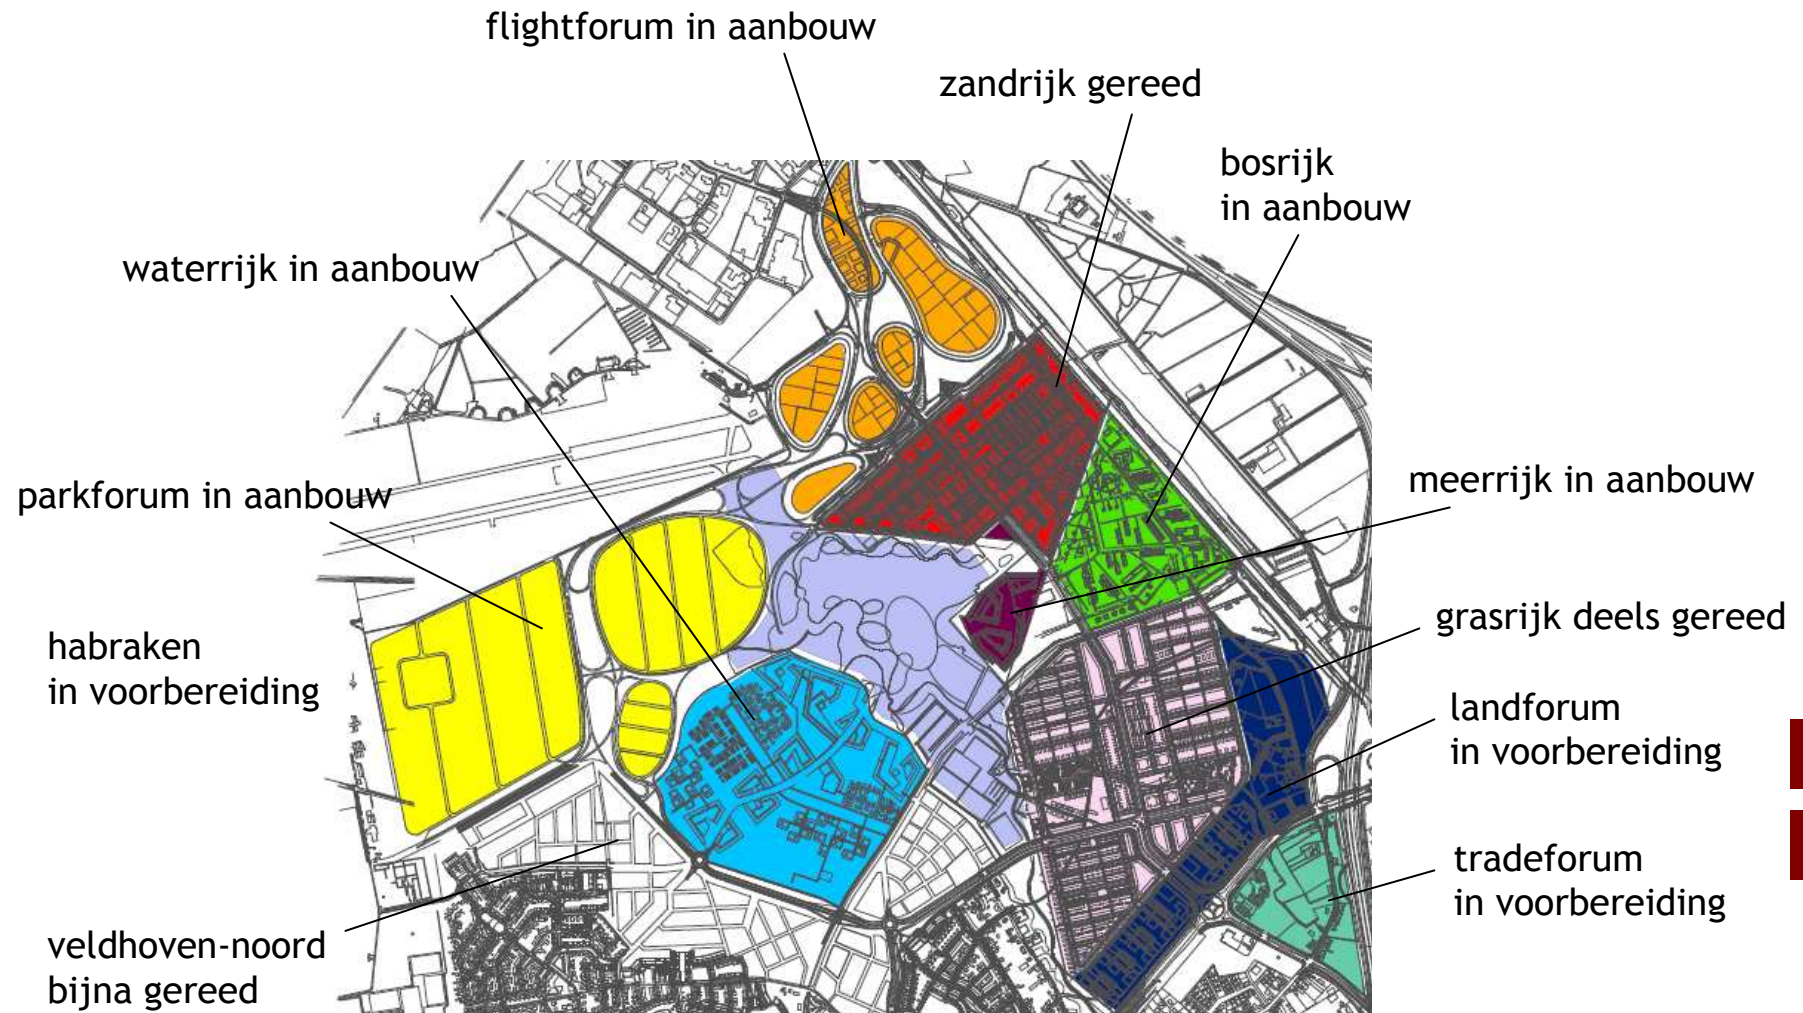 flightforum in aanbouw
zandrijk gereed
bosrijk
in aanbouw
waterrijk in aanbouw
parkforum in aanbouw
meerrijk in aanbouw
grasrijk deels gereed
habraken
in voorbereiding
landforum
in voorbereiding
tradeforum
in voorbereiding
veldhoven-noord
bijna gereed